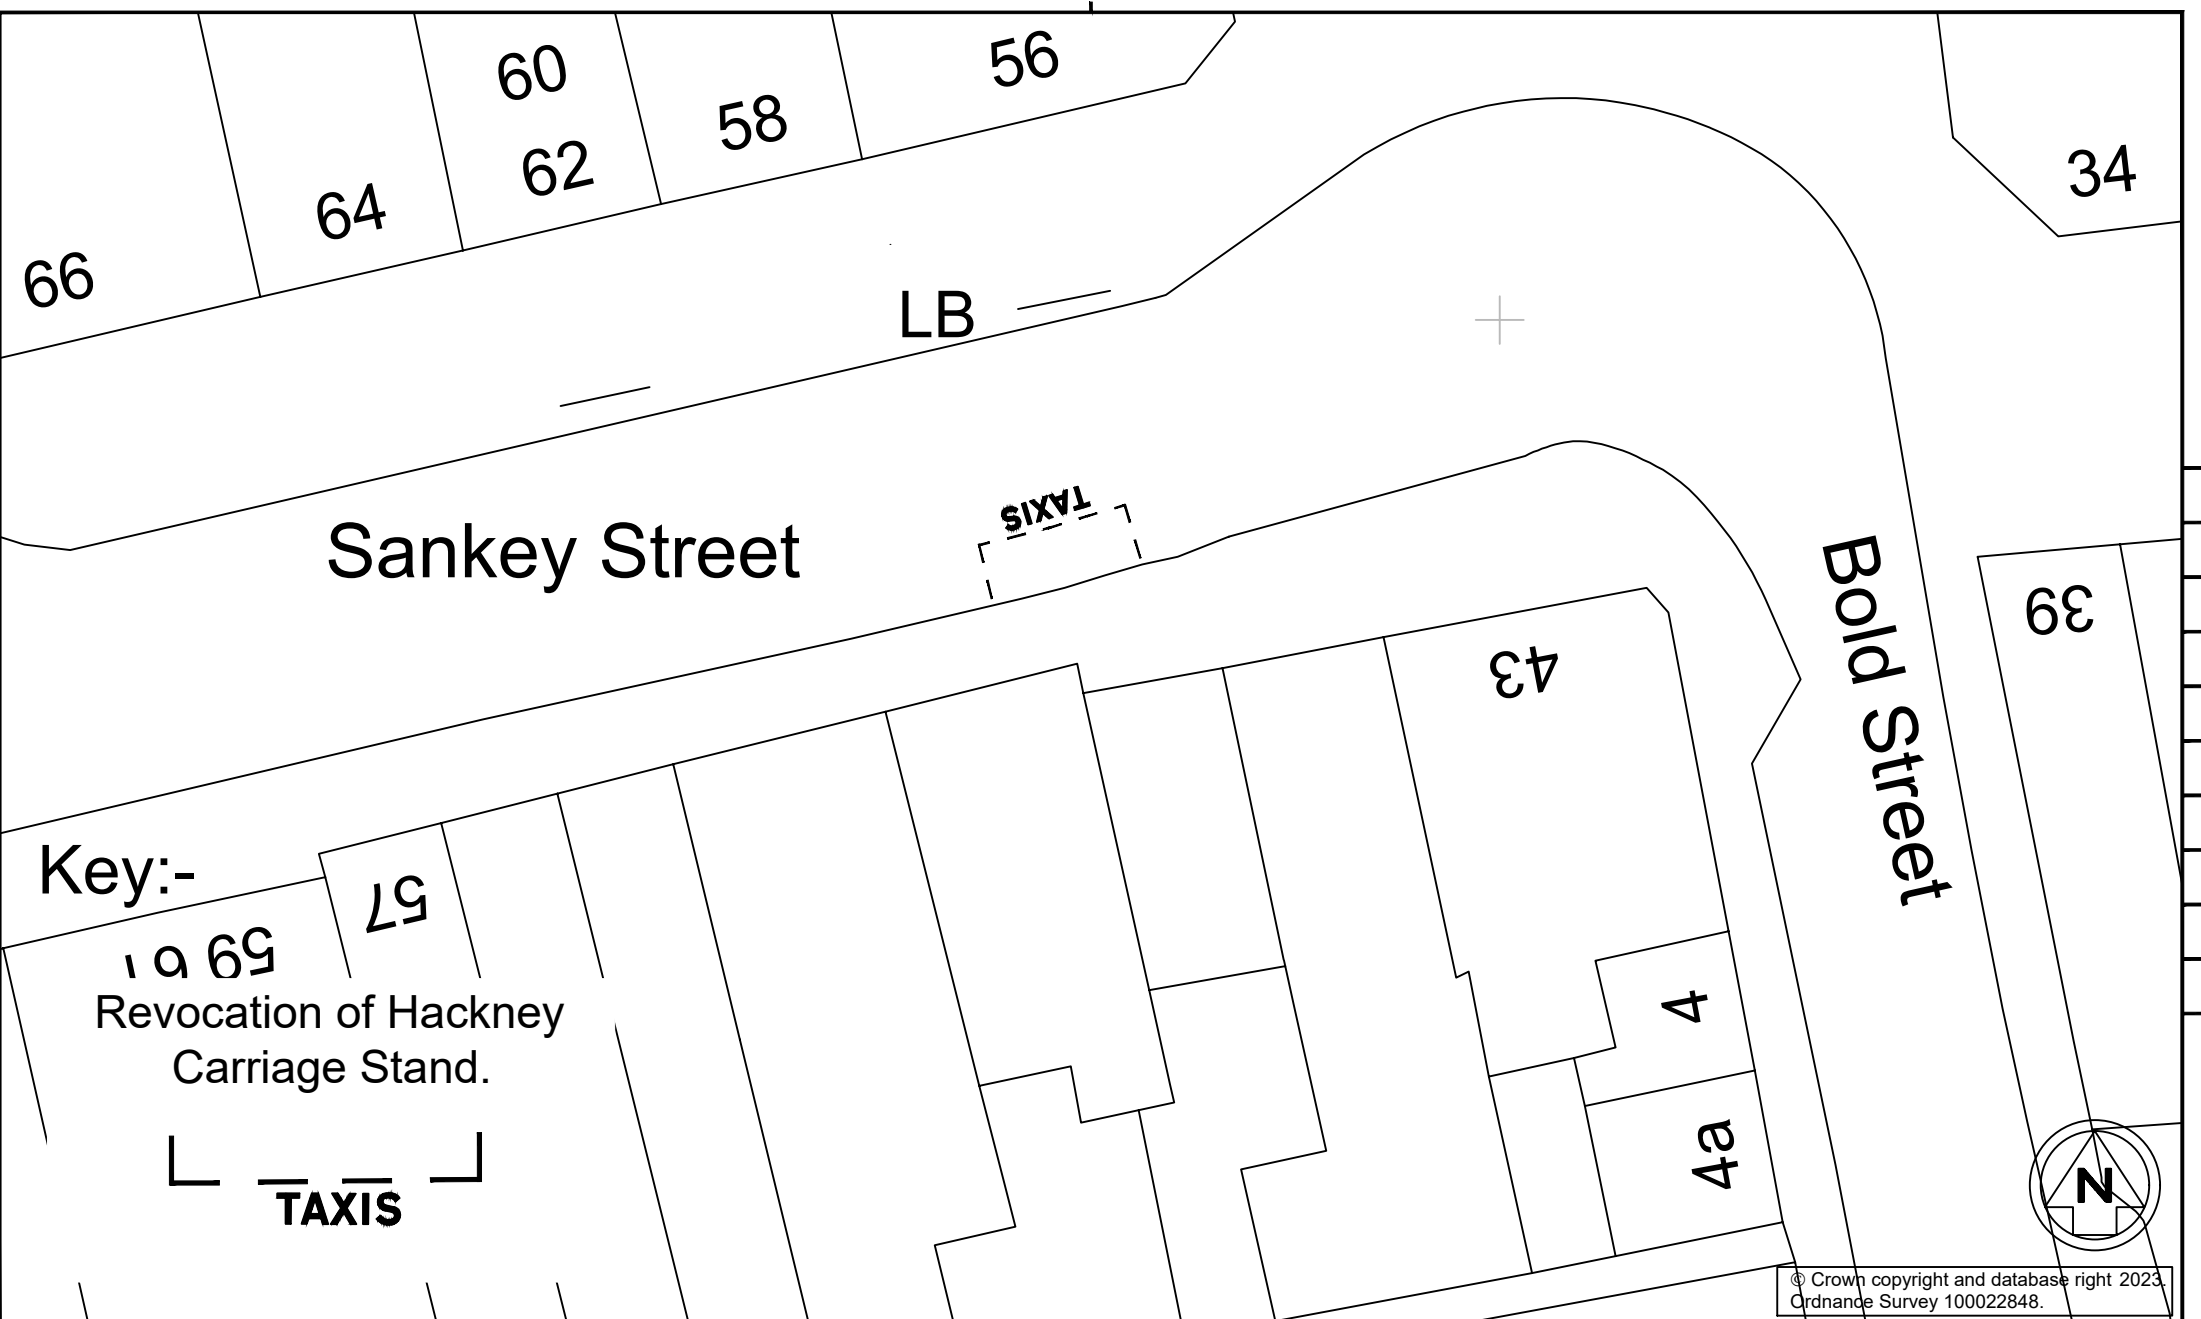 56
60
58
62
34
64
66
LB
TAXIS
Sankey Street
Bold Street
39
43
Key:-
57
59 61
Revocation of Hackney
Carriage Stand.
4
4a
TAXIS
N
© Crown copyright and database right 2023.
Ordnance Survey 100022848.